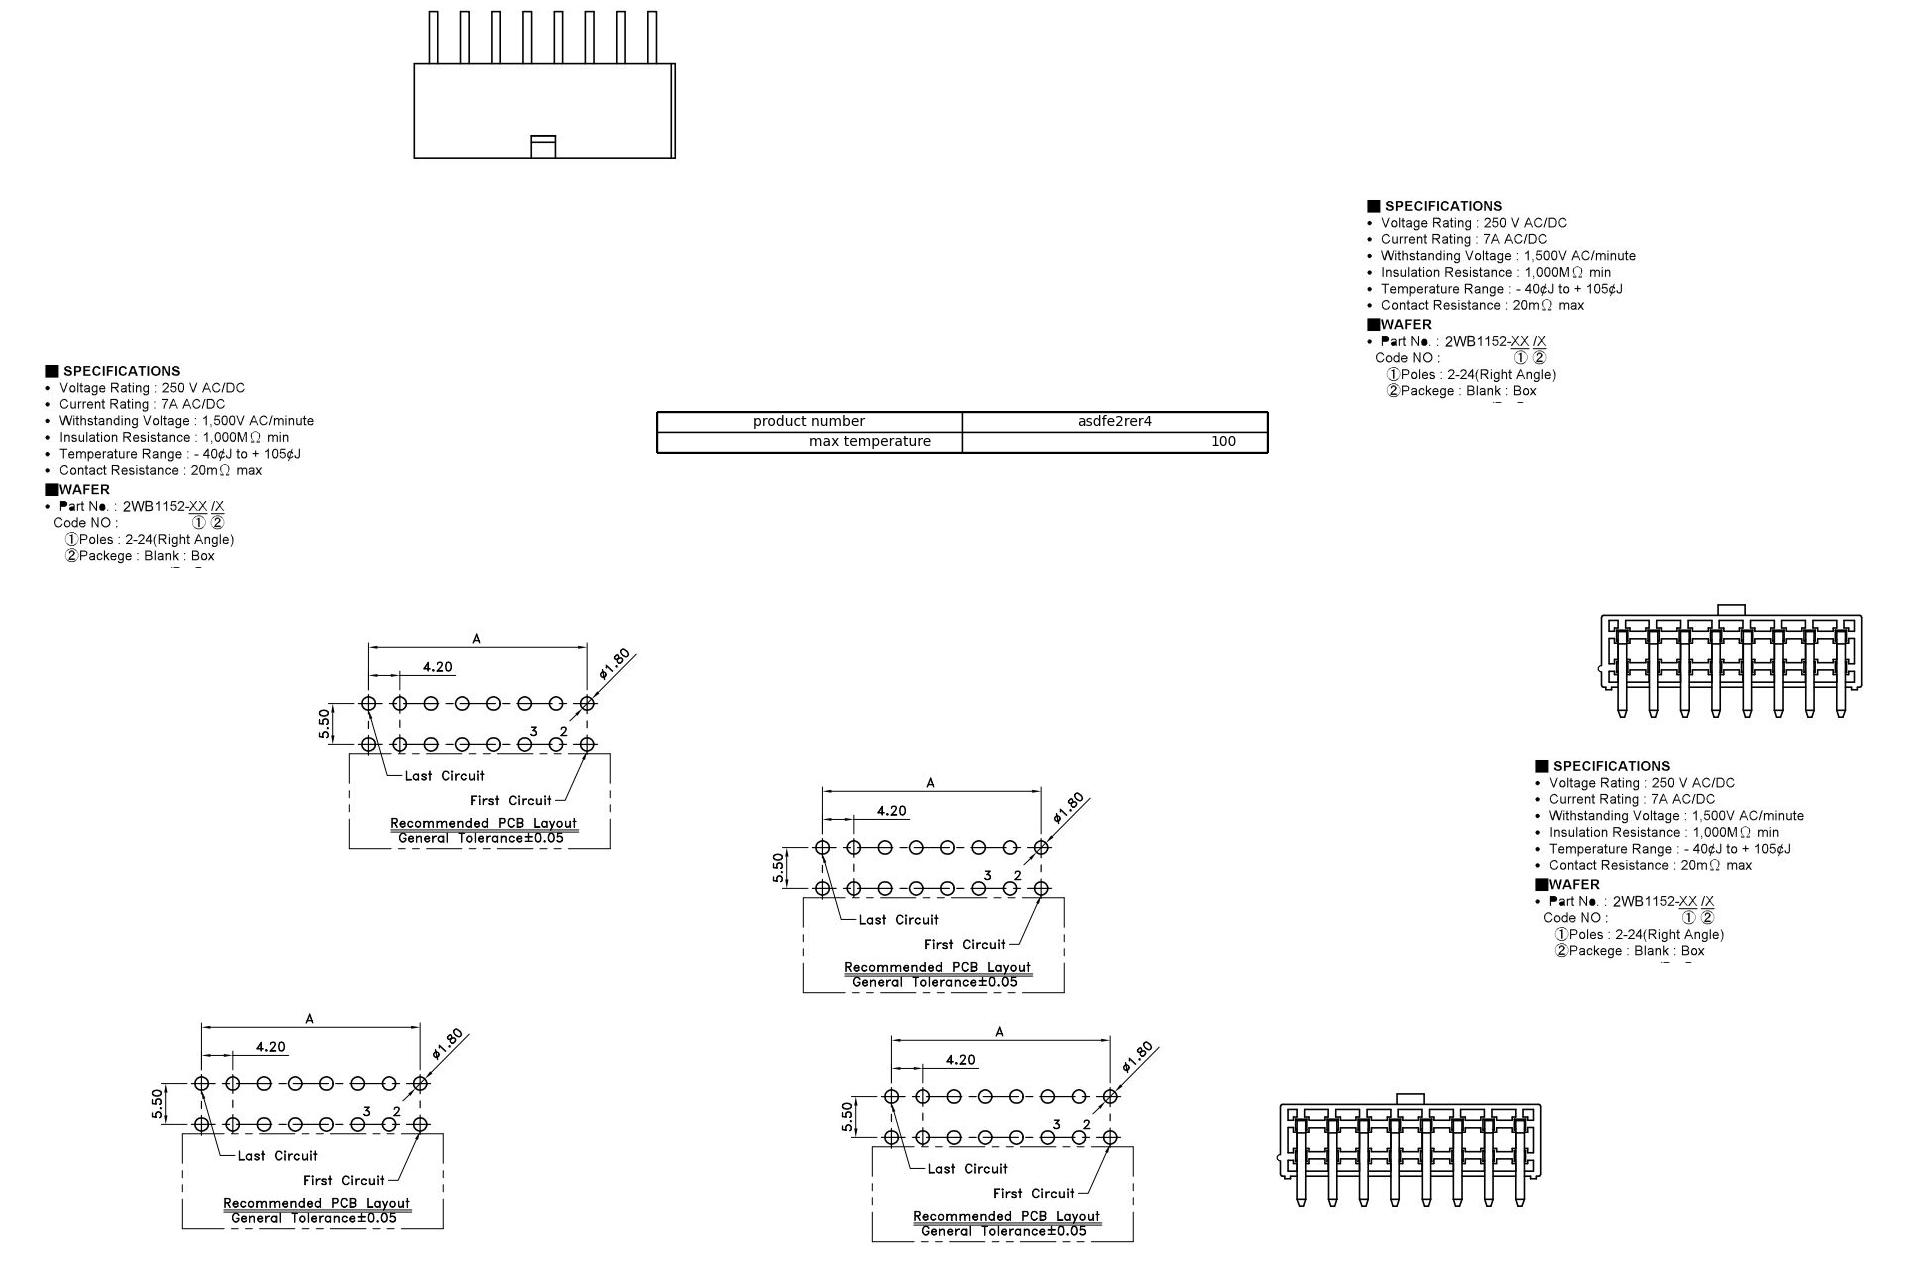 ■ SPECIFICATIONS
• Voltage Rating : 250 V AC/DC
• Current Rating : 7A AC/DC
• Withstanding Voltage : 1,500V AC/minute
• Insulation Resistance : 1,000MΩ min
• Temperature Range : - 40¢J to + 105¢J
• Contact Resistance : 20mΩ max
■WAFER
• Part No. : 2WB1152-XX /X
Code NO : ① ②
①Poles : 2-24(Right Angle)
②Packege : Blank : Box
■ SPECIFICATIONS
• Voltage Rating : 250 V AC/DC
• Current Rating : 7A AC/DC
• Withstanding Voltage : 1,500V AC/minute
• Insulation Resistance : 1,000MΩ min
• Temperature Range : - 40¢J to + 105¢J
• Contact Resistance : 20mΩ max
■WAFER
• Part No. : 2WB1152-XX /X
Code NO : ① ②
①Poles : 2-24(Right Angle)
②Packege : Blank : Box
product number asdfe2rer4
max temperature 100
A
4.20
ø1.80
5.50
3 2
Last Circuit
First Circuit
Recommended PCB Layout
General Tolerance±0.05
A
4.20
ø1.80
5.50
3 2
Last Circuit
First Circuit
Recommended PCB Layout
General Tolerance±0.05
■ SPECIFICATIONS
• Voltage Rating : 250 V AC/DC
• Current Rating : 7A AC/DC
• Withstanding Voltage : 1,500V AC/minute
• Insulation Resistance : 1,000MΩ min
• Temperature Range : - 40¢J to + 105¢J
• Contact Resistance : 20mΩ max
■WAFER
• Part No. : 2WB1152-XX /X
Code NO : ① ②
①Poles : 2-24(Right Angle)
②Packege : Blank : Box
A
4.20
ø1.80
5.50
3 2
Last Circuit
First Circuit
Recommended PCB Layout
General Tolerance±0.05
A
4.20
ø1.80
5.50
3 2
Last Circuit
First Circuit
Recommended PCB Layout
General Tolerance±0.05